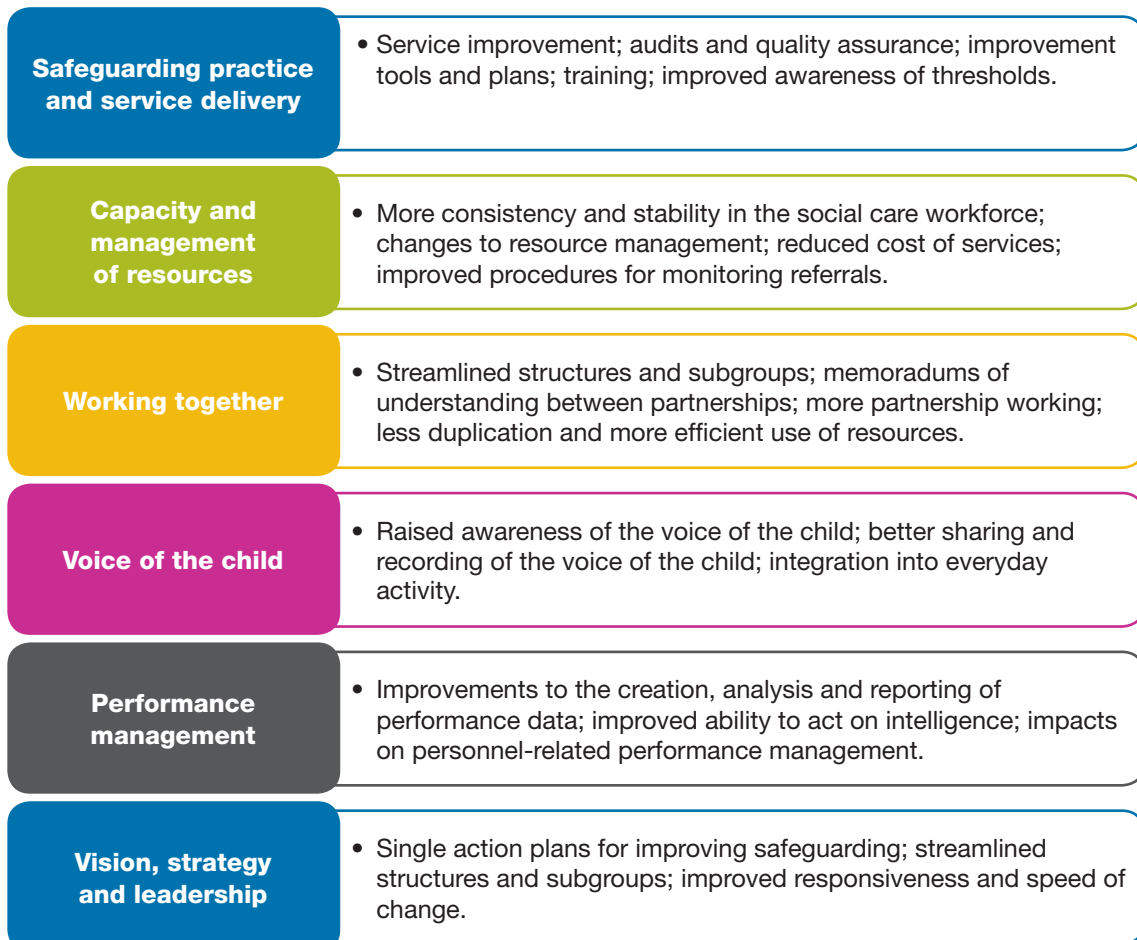 Safeguarding practice
and service delivery
• Service improvement; audits and quality assurance; improvement
tools and plans; training; improved awareness of thresholds.
Capacity and
management
of resources
• More consistency and stability in the social care workforce;
changes to resource management; reduced cost of services;
improved procedures for monitoring referrals.
Working together
• Streamlined structures and subgroups; memoradums of
understanding between partnerships; more partnership working;
less duplication and more efficient use of resources.
Voice of the child
• Raised awareness of the voice of the child; better sharing and
recording of the voice of the child; integration into everyday
activity.
Performance
management
• Improvements to the creation, analysis and reporting of
performance data; improved ability to act on intelligence; impacts
on personnel-related performance management.
Vision, strategy
and leadership
• Single action plans for improving safeguarding; streamlined
structures and subgroups; improved responsiveness and speed of
change.